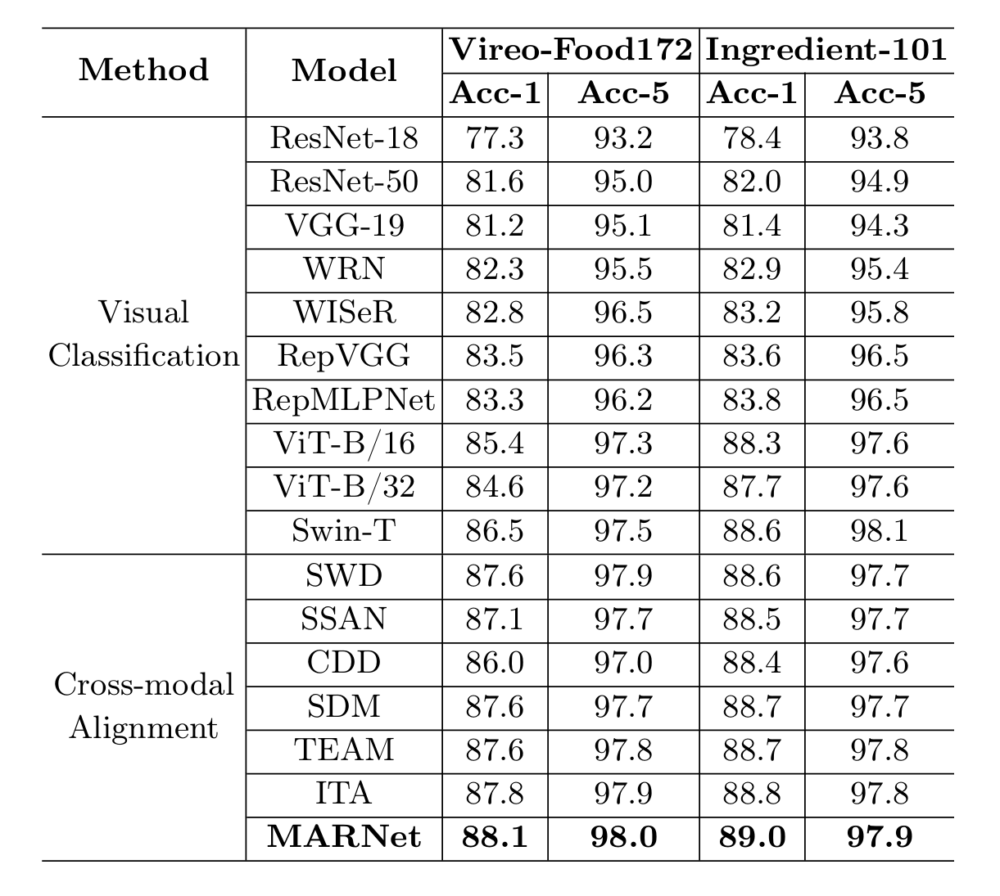 Method Model Vireo-Food172 Ingredient-101
Acc-1 Acc-5 Acc-1 Acc-5
Visual Classification
ResNet-18 77.3 93.2 78.4 93.8
ResNet-50 81.6 95.0 82.0 94.9
VGG-19 81.2 95.1 81.4 94.3
WRN 82.3 95.5 82.9 95.4
WISeR 82.8 96.5 83.2 95.8
RepVGG 83.5 96.3 83.6 96.5
RepMLPNet 83.3 96.2 83.8 96.5
ViT-B/16 85.4 97.3 88.3 97.6
ViT-B/32 84.6 97.2 87.7 97.6
Swin-T 86.5 97.5 88.6 98.1
Cross-modal Alignment
SWD 87.6 97.9 88.6 97.7
SSAN 87.1 97.7 88.5 97.7
CDD 86.0 97.0 88.4 97.6
SDM 87.6 97.7 88.7 97.7
TEAM 87.6 97.8 88.7 97.8
ITA 87.8 97.9 88.8 97.8
MARNet 88.1 98.0 89.0 97.9